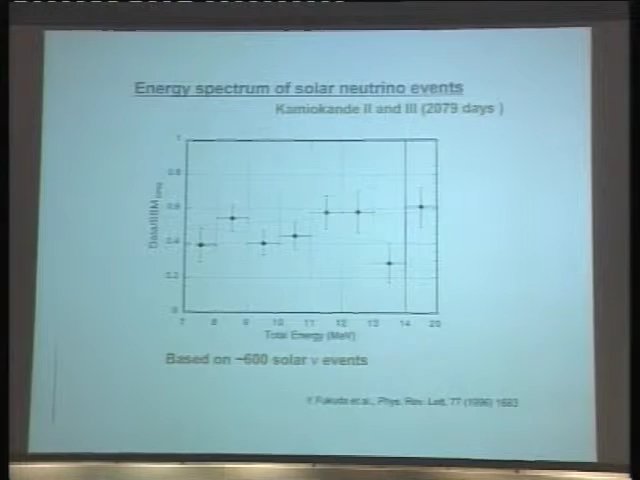 Energy spectrum of solar neutrino events
Kamiokande II and III (2079 days )
1
0.8
0.6
0.4
0.2
0
7 8 9 10 11 12 13 14 20
Total Energy (MeV)
Based on ~600 solar ν events
Y. Fukuda et al., Phys. Rev. Lett. 77 (1996) 1683